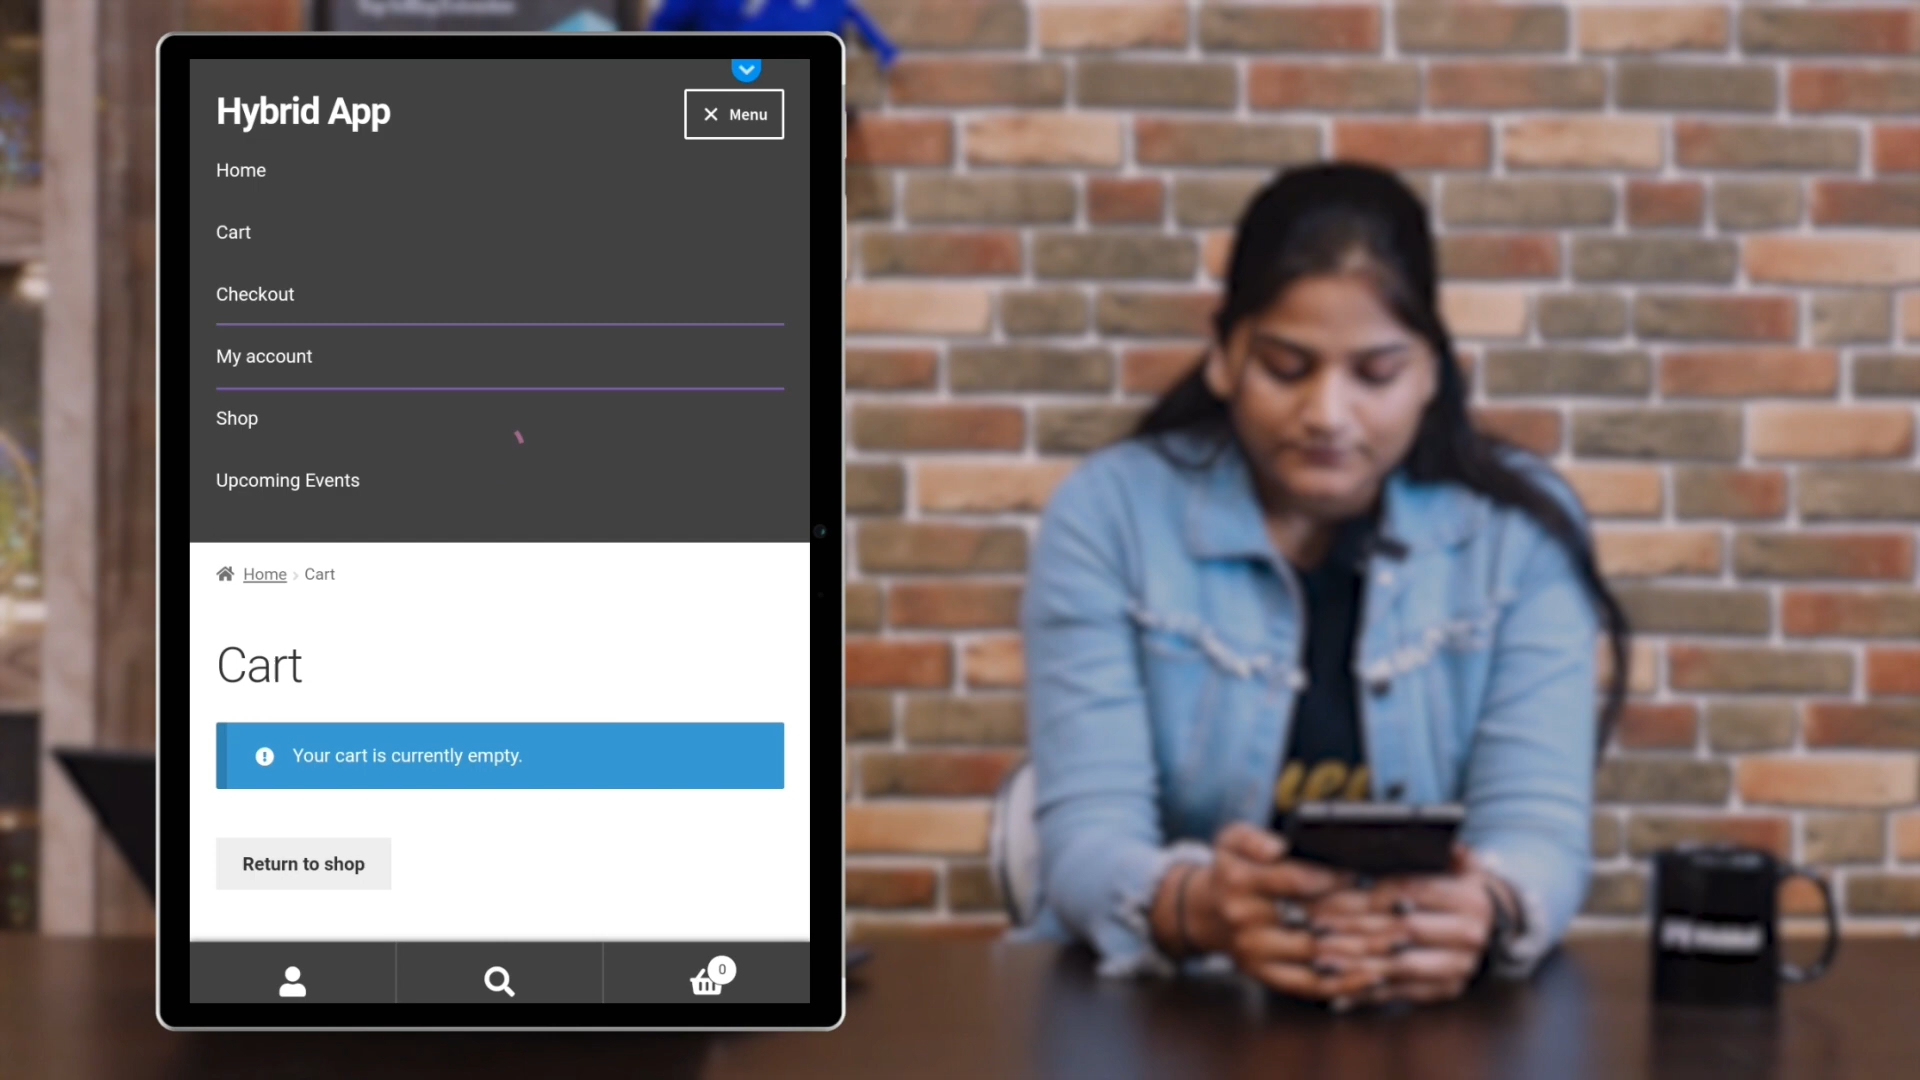 Hybrid App
Menu
Home
Cart
Checkout
My account
Shop
Upcoming Events
Home › Cart
Cart
Your cart is currently empty.
Return to shop
0